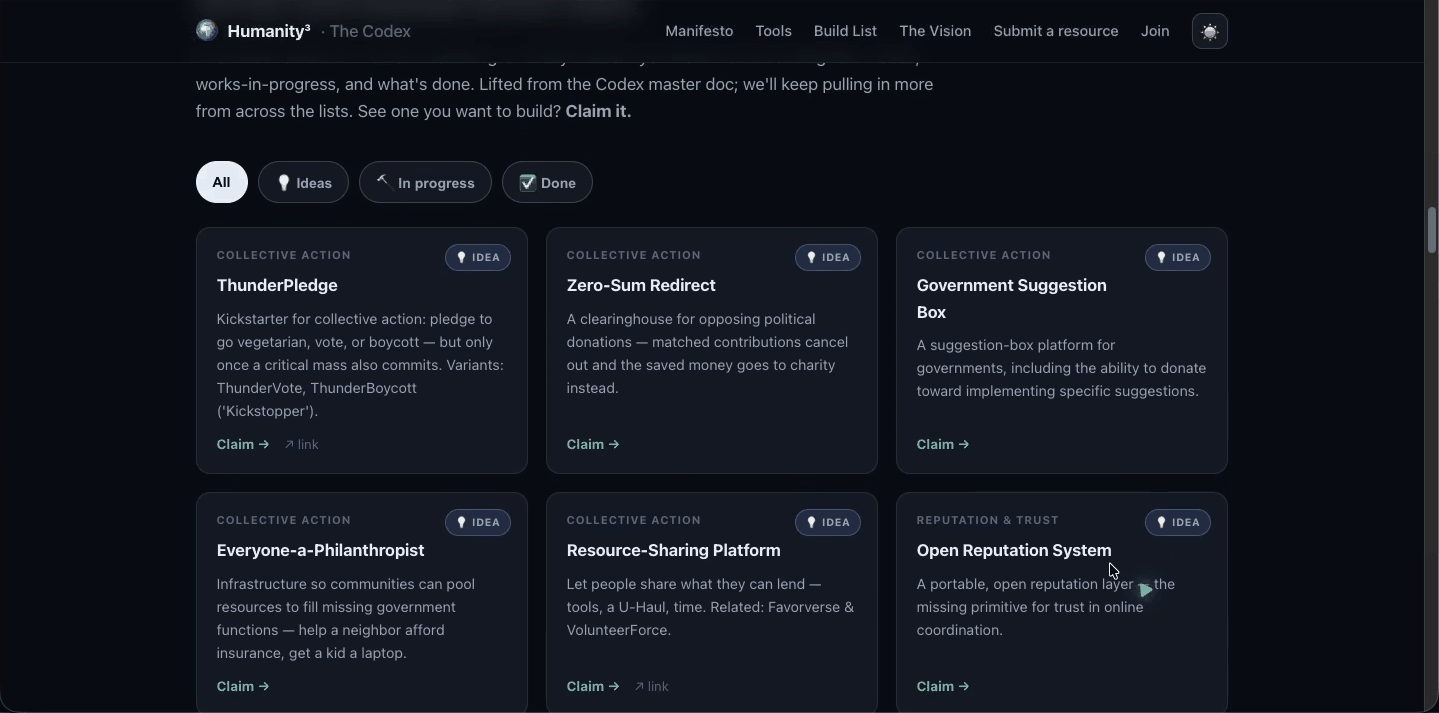 Humanity³ · The Codex
Manifesto
Tools
Build List
The Vision
Submit a resource
Join
works-in-progress, and what's done. Lifted from the Codex master doc; we'll keep pulling in more
from across the lists. See one you want to build? Claim it.
All
Ideas
In progress
Done
COLLECTIVE ACTION
IDEA
ThunderPledge
Kickstarter for collective action: pledge to
go vegetarian, vote, or boycott — but only
once a critical mass also commits. Variants:
ThunderVote, ThunderBoycott
('Kickstopper').
Claim →
↗ link
COLLECTIVE ACTION
IDEA
Zero-Sum Redirect
A clearinghouse for opposing political
donations — matched contributions cancel
out and the saved money goes to charity
instead.
Claim →
COLLECTIVE ACTION
IDEA
Government Suggestion
Box
A suggestion-box platform for
governments, including the ability to donate
toward implementing specific suggestions.
Claim →
COLLECTIVE ACTION
IDEA
Everyone-a-Philanthropist
Infrastructure so communities can pool
resources to fill missing government
functions — help a neighbor afford
insurance, get a kid a laptop.
Claim →
COLLECTIVE ACTION
IDEA
Resource-Sharing Platform
Let people share what they can lend —
tools, a U-Haul, time. Related: Favorverse &
VolunteerForce.
Claim →
↗ link
REPUTATION & TRUST
IDEA
Open Reputation System
A portable, open reputation layer — the
missing primitive for trust in online
coordination.
Claim →